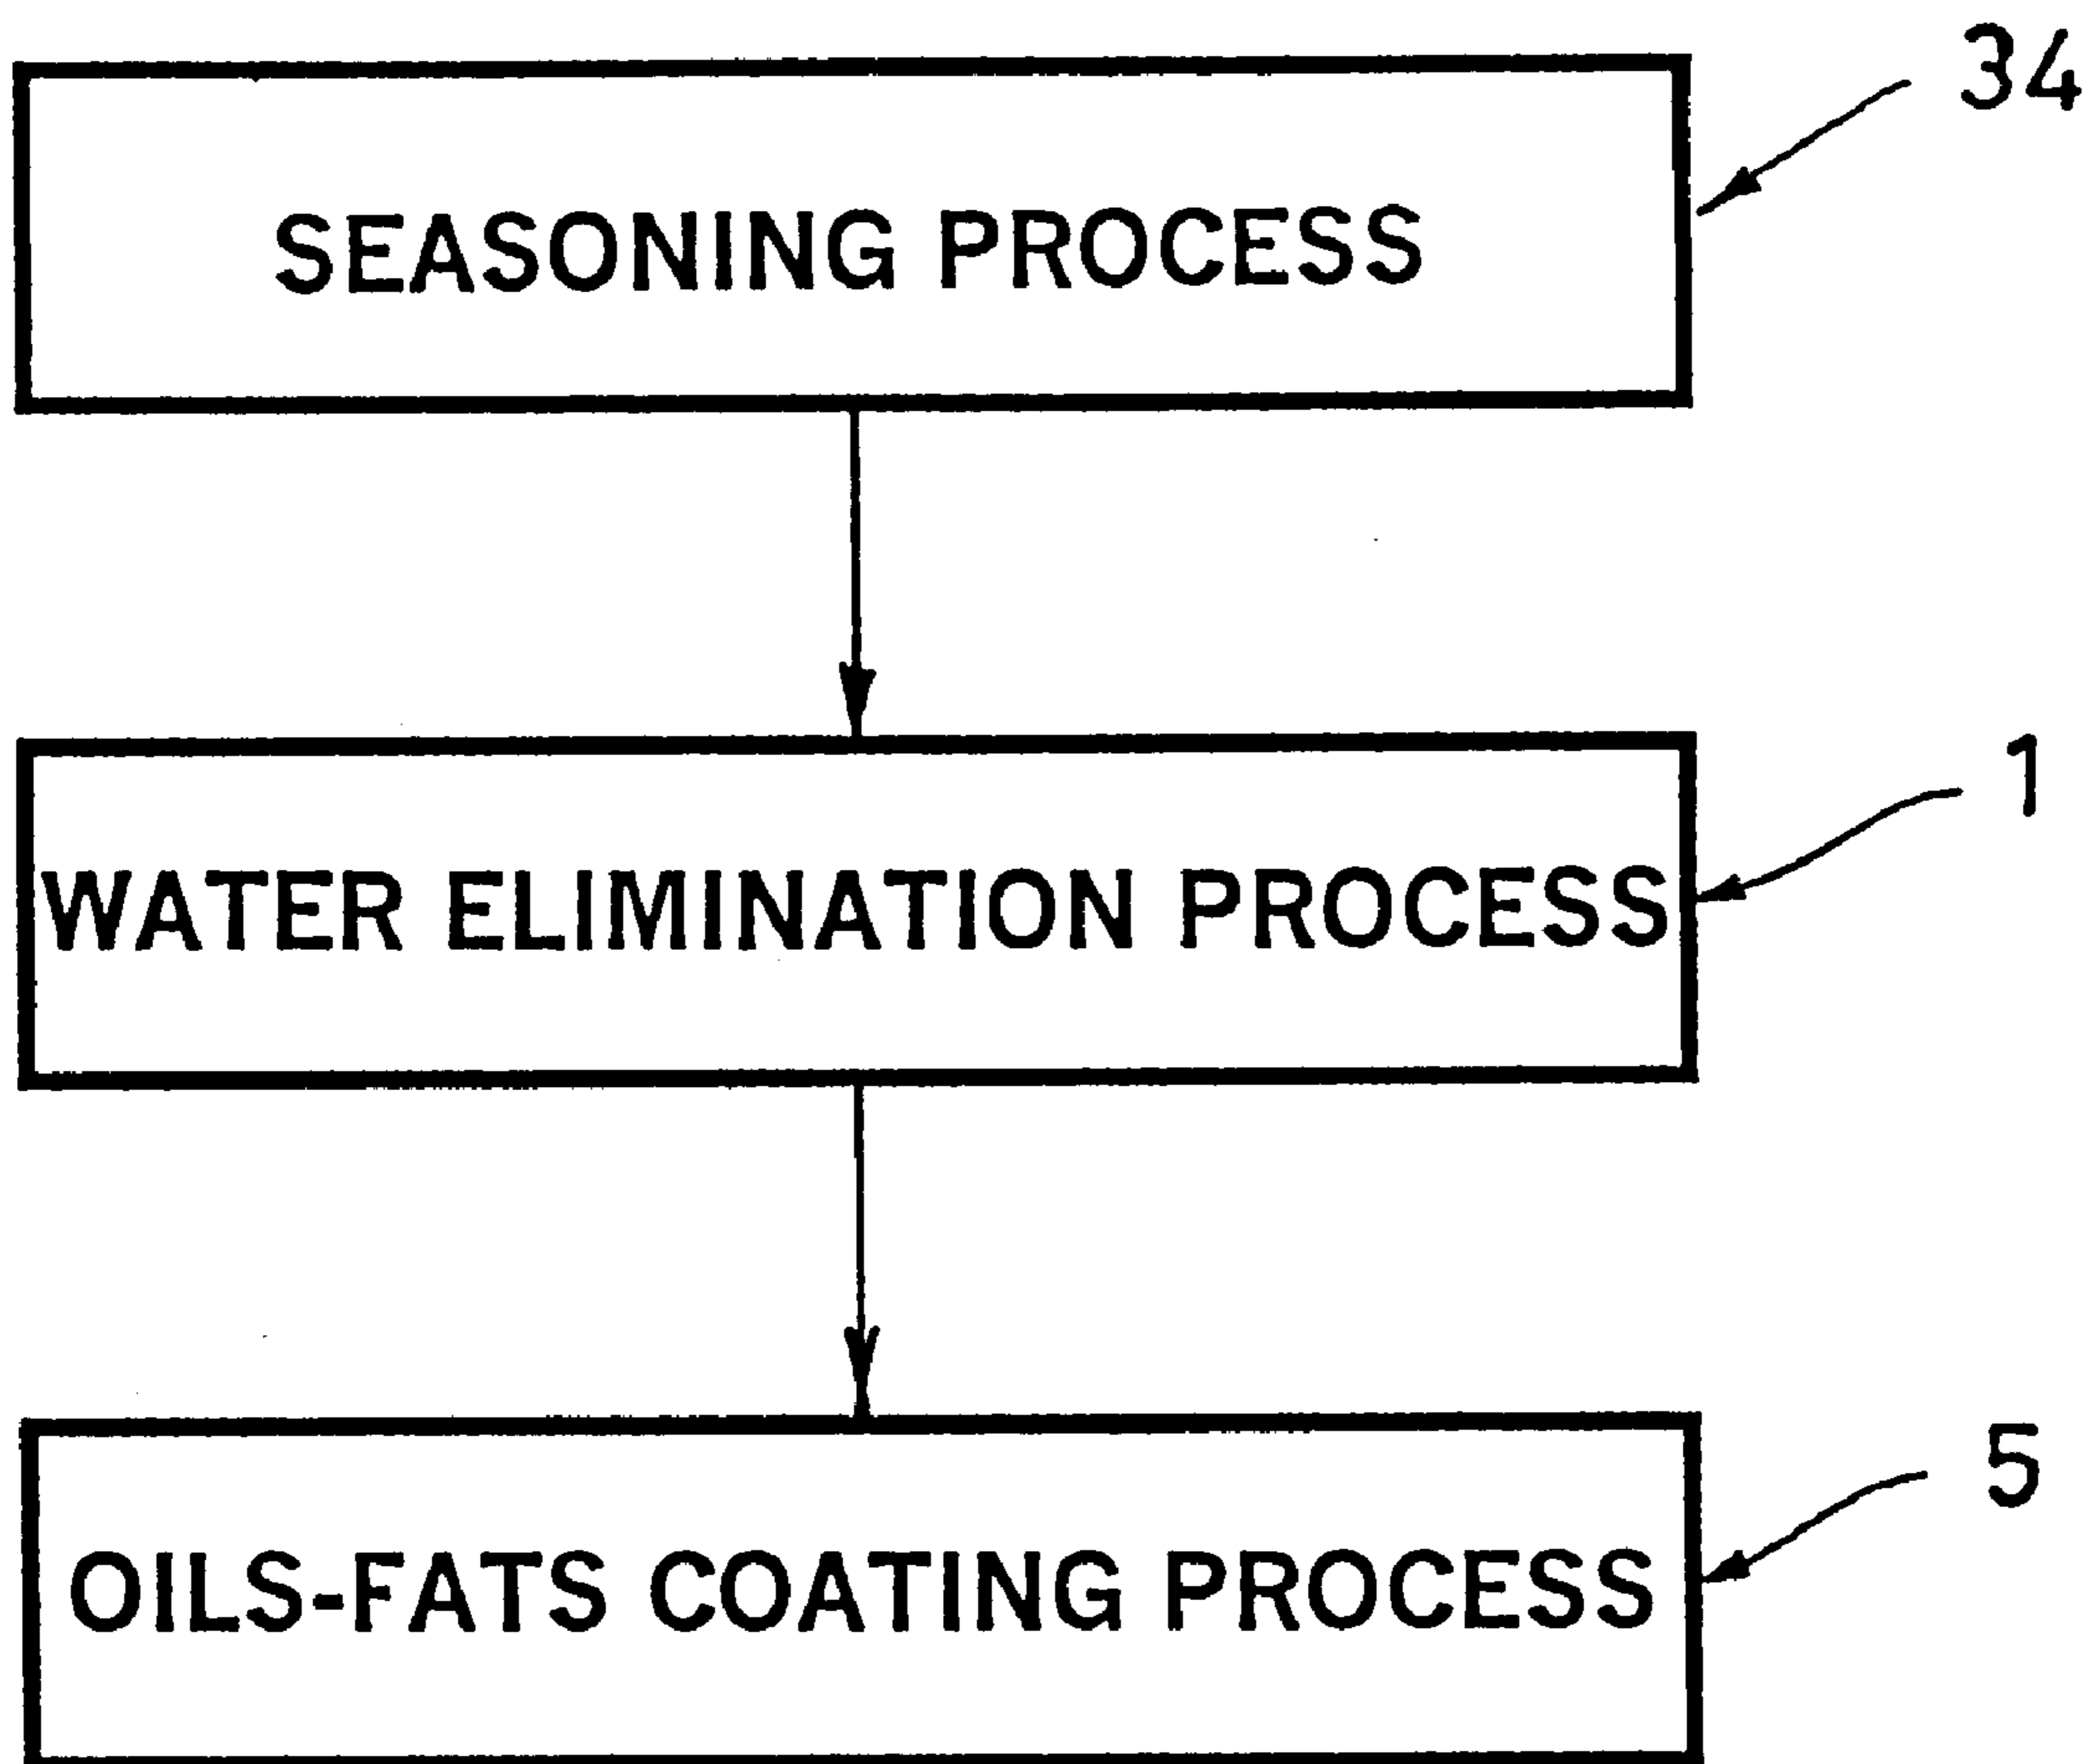 34
SEASONING PROCESS
1
WATER ELIMINATION PROCESS
5
OILS-FATS COATING PROCESS